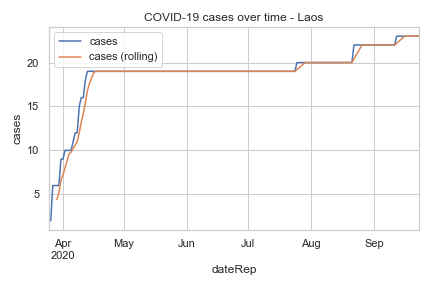 COVID-19 cases over time - Laos
cases
cases (rolling)
cases
20
15
10
5
Apr
2020
May
Jun
Jul
Aug
Sep
dateRep